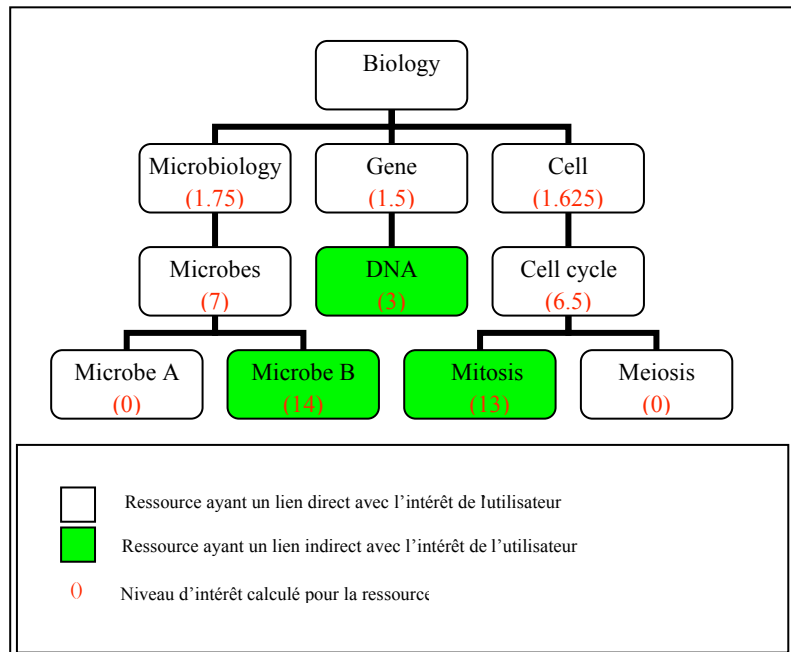 Biology
Microbiology
(1.75)
Gene
(1.5)
Cell
(1.625)
Microbes
(7)
DNA
(3)
Cell cycle
(6.5)
Microbe A
(0)
Microbe B
(14)
Mitosis
(13)
Meiosis
(0)
Ressource ayant un lien direct avec l'intérêt de l'utilisateur
Ressource ayant un lien indirect avec l'intérêt de l'utilisateur
() Niveau d'intérêt calculé pour la ressource